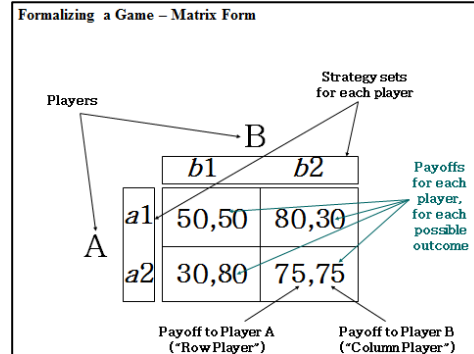 Formalizing a Game – Matrix Form
Strategy sets
for each player
Players
B
b1 b2
Payoffs
for each
player,
for each
possible
outcome
a1 50,50 80,30
A
a2 30,80 75,75
Payoff to Player A
("Row Player")
Payoff to Player B
("Column Player")